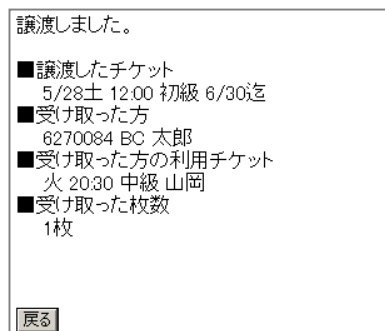 譲渡しました。
■譲渡したチケット
5/28土 12:00 初級 6/30迄
■受け取った方
6270084 BC 太郎
■受け取った方の利用チケット
火 20:30 中級 山岡
■受け取った枚数
1枚
戻る